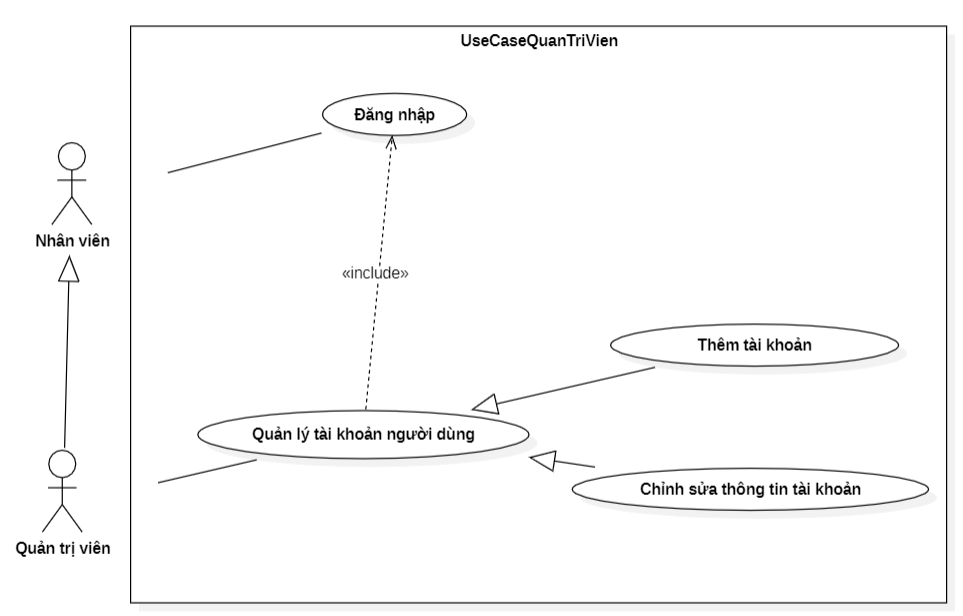 UseCaseQuanTriVien
Đăng nhập
Nhân viên
«include»
Thêm tài khoản
Quản lý tài khoản người dùng
Chỉnh sửa thông tin tài khoản
Quản trị viên